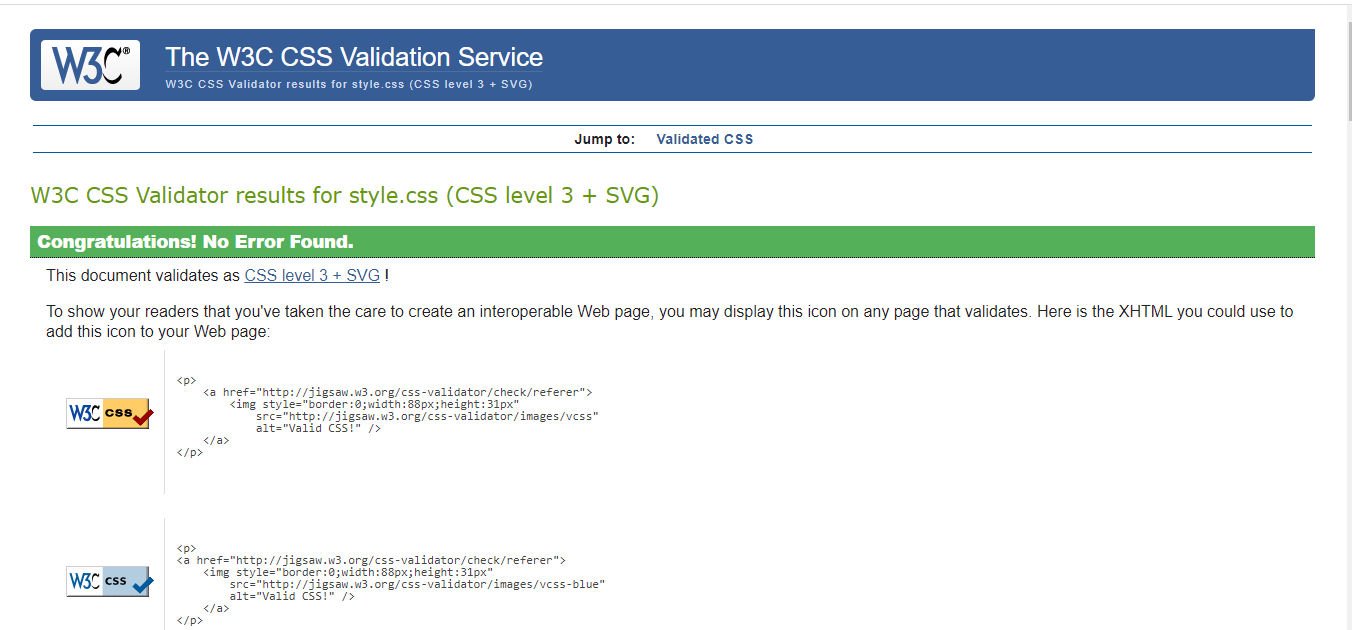 W3C®
The W3C CSS Validation Service
W3C CSS Validator results for style.css (CSS level 3 + SVG)
Jump to: Validated CSS
W3C CSS Validator results for style.css (CSS level 3 + SVG)
Congratulations! No Error Found.
This document validates as CSS level 3 + SVG !
To show your readers that you've taken the care to create an interoperable Web page, you may display this icon on any page that validates. Here is the XHTML you could use to
add this icon to your Web page:
W3C css
<p>
<a href="http://jigsaw.w3.org/css-validator/check/referer">
<img style="border:0;width:88px;height:31px"
src="http://jigsaw.w3.org/css-validator/images/vcss"
alt="Valid CSS!" />
</a>
</p>
W3C css
<p>
<a href="http://jigsaw.w3.org/css-validator/check/referer">
<img style="border:0;width:88px;height:31px"
src="http://jigsaw.w3.org/css-validator/images/vcss-blue"
alt="Valid CSS!" />
</a>
</p>